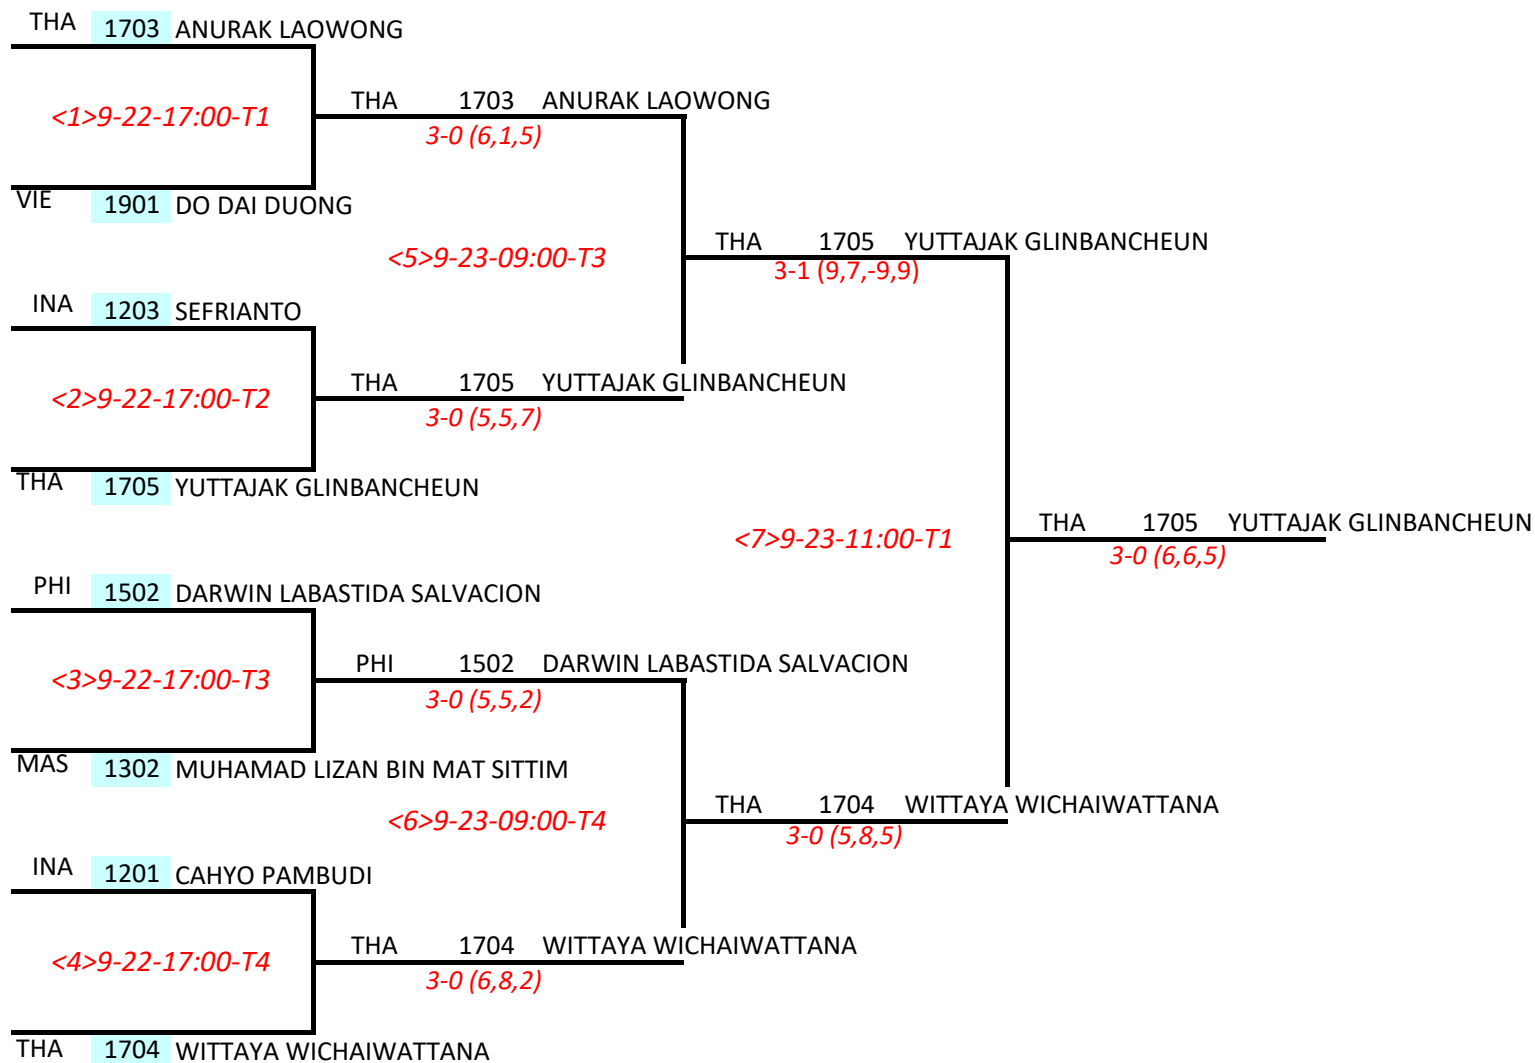 THA 1703 ANURAK LAOWONG
<1>9-22-17:00-T1
THA 1703 ANURAK LAOWONG
3-0 (6,1,5)
VIE 1901 DO DAI DUONG
<5>9-23-09:00-T3
THA 1705 YUTTAJAK GLINBANCHEUN
3-1 (9,7,-9,9)
INA 1203 SEFRIANTO
<2>9-22-17:00-T2
THA 1705 YUTTAJAK GLINBANCHEUN
3-0 (5,5,7)
THA 1705 YUTTAJAK GLINBANCHEUN
<7>9-23-11:00-T1
THA 1705 YUTTAJAK GLINBANCHEUN
3-0 (6,6,5)
PHI 1502 DARWIN LABASTIDA SALVACION
<3>9-22-17:00-T3
PHI 1502 DARWIN LABASTIDA SALVACION
3-0 (5,5,2)
MAS 1302 MUHAMAD LIZAN BIN MAT SITTIM
<6>9-23-09:00-T4
THA 1704 WITTAYA WICHAIWATTANA
3-0 (5,8,5)
INA 1201 CAHYO PAMBUDI
<4>9-22-17:00-T4
THA 1704 WITTAYA WICHAIWATTANA
3-0 (6,8,2)
THA 1704 WITTAYA WICHAIWATTANA